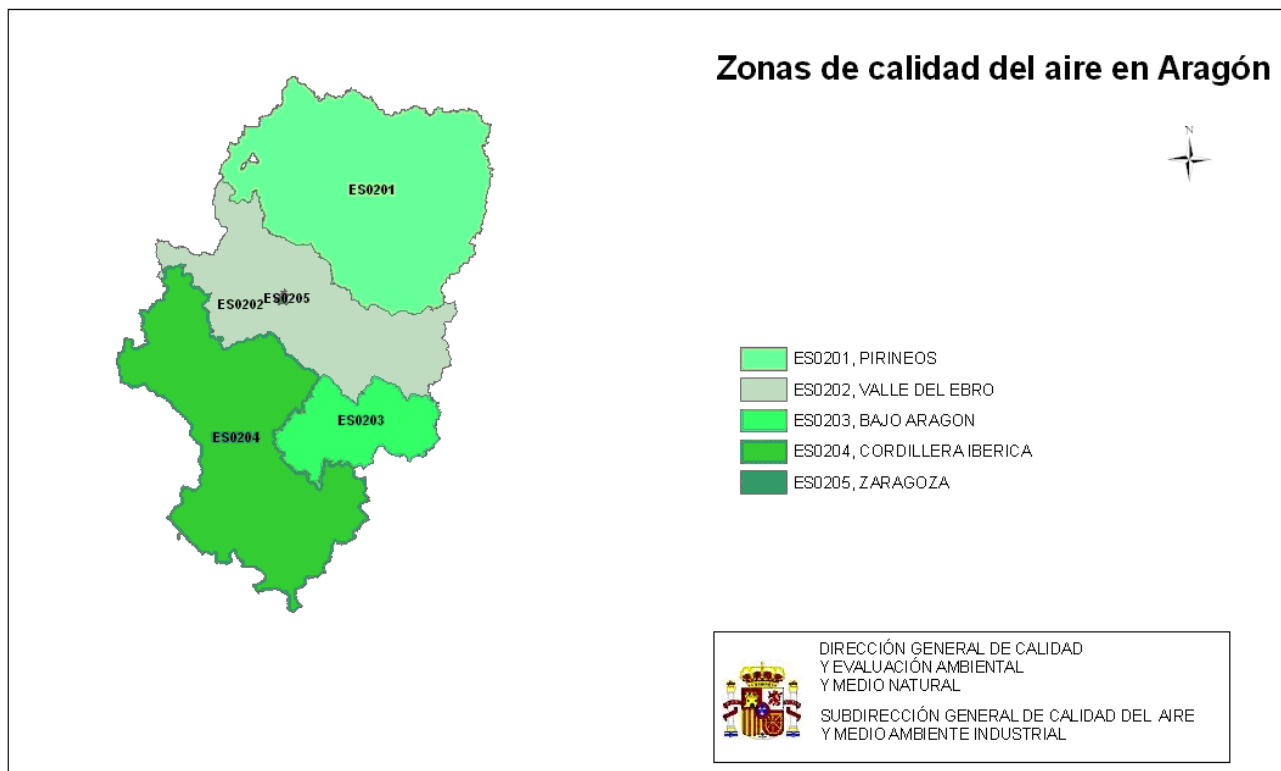 Zonas de calidad del aire en Aragón
N
ES0201
ES0202
ES0205
ES0203
ES0204
ES0201, PIRINEOS
ES0202, VALLE DEL EBRO
ES0203, BAJO ARAGON
ES0204, CORDILLERA IBERICA
ES0205, ZARAGOZA
DIRECCIÓN GENERAL DE CALIDAD
Y EVALUACIÓN AMBIENTAL
Y MEDIO NATURAL
SUBDIRECCIÓN GENERAL DE CALIDAD DEL AIRE
Y MEDIO AMBIENTE INDUSTRIAL